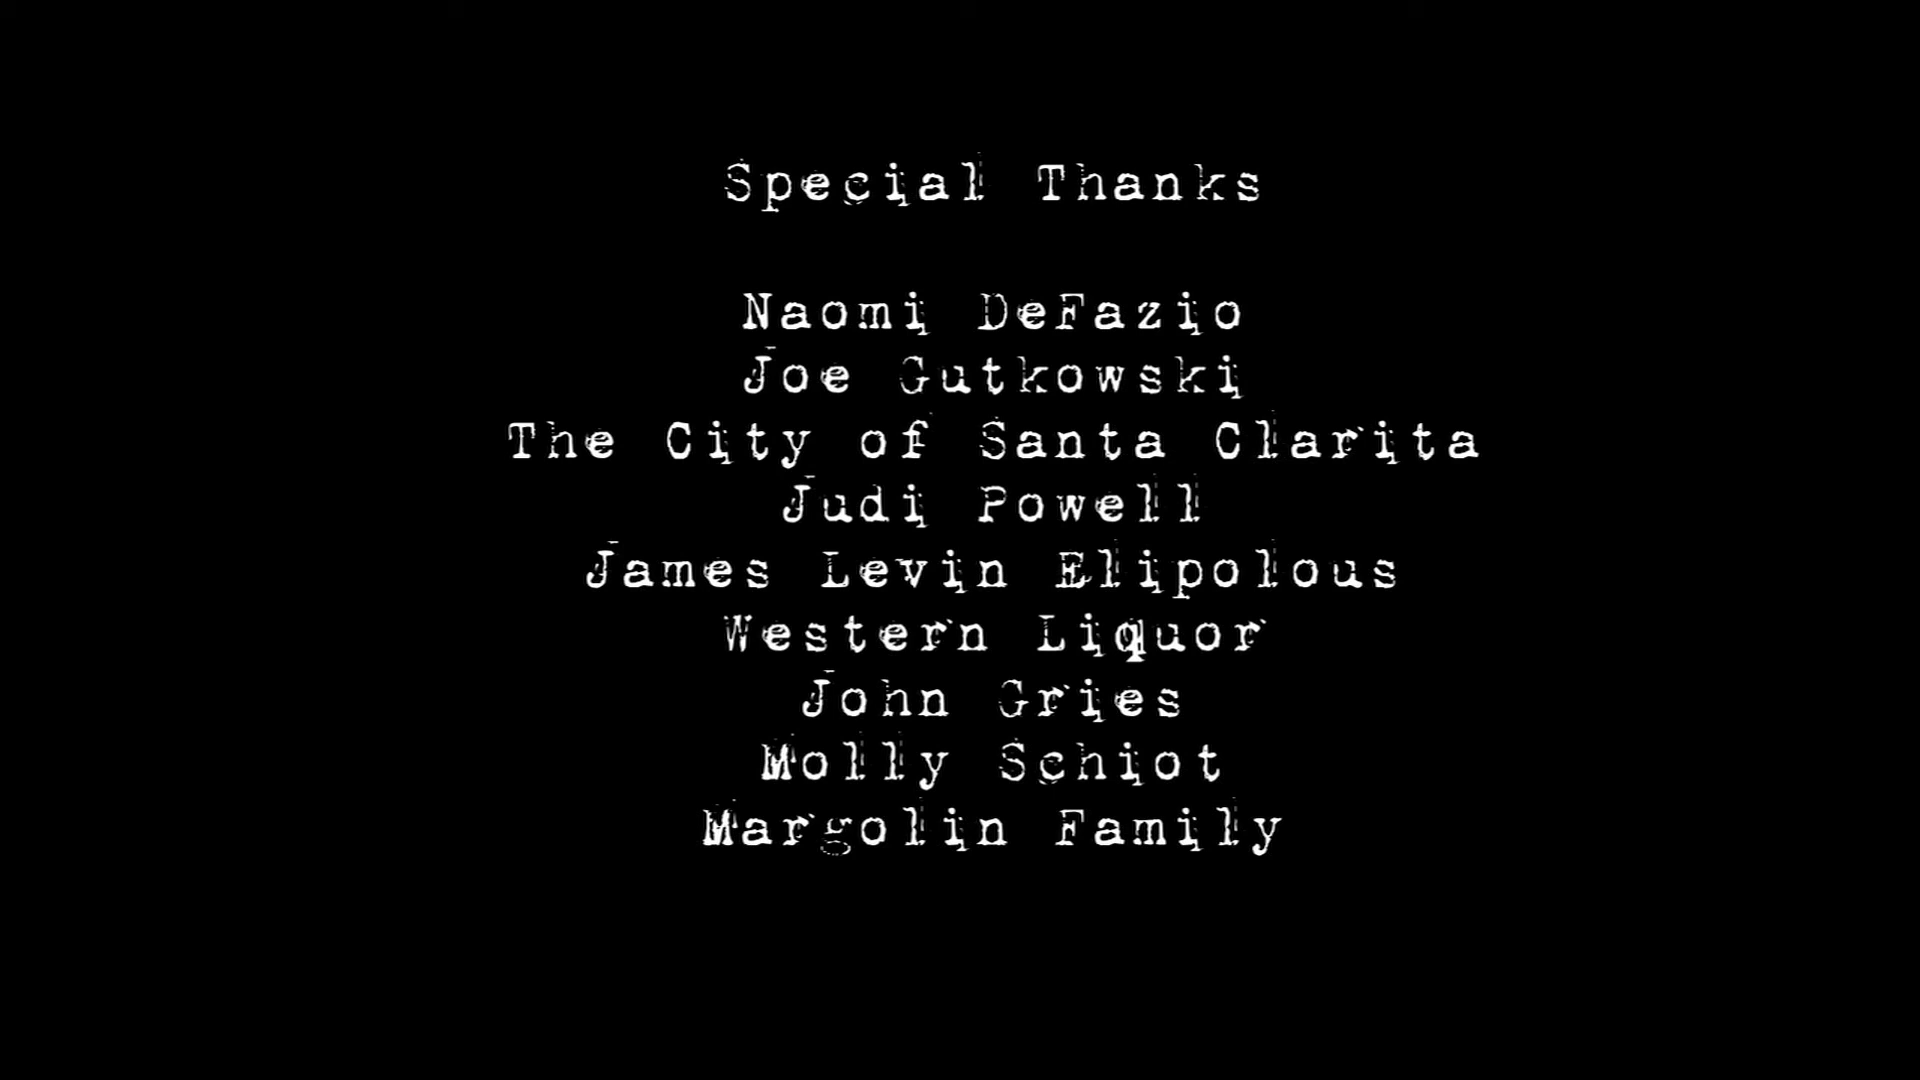 Special Thanks
Naomi DeFazio
Joe Gutkowski
The City of Santa Clarita
Judi Powell
James Levin Elipolous
Western Liquor
John Gries
Molly Schiot
Margolin Family